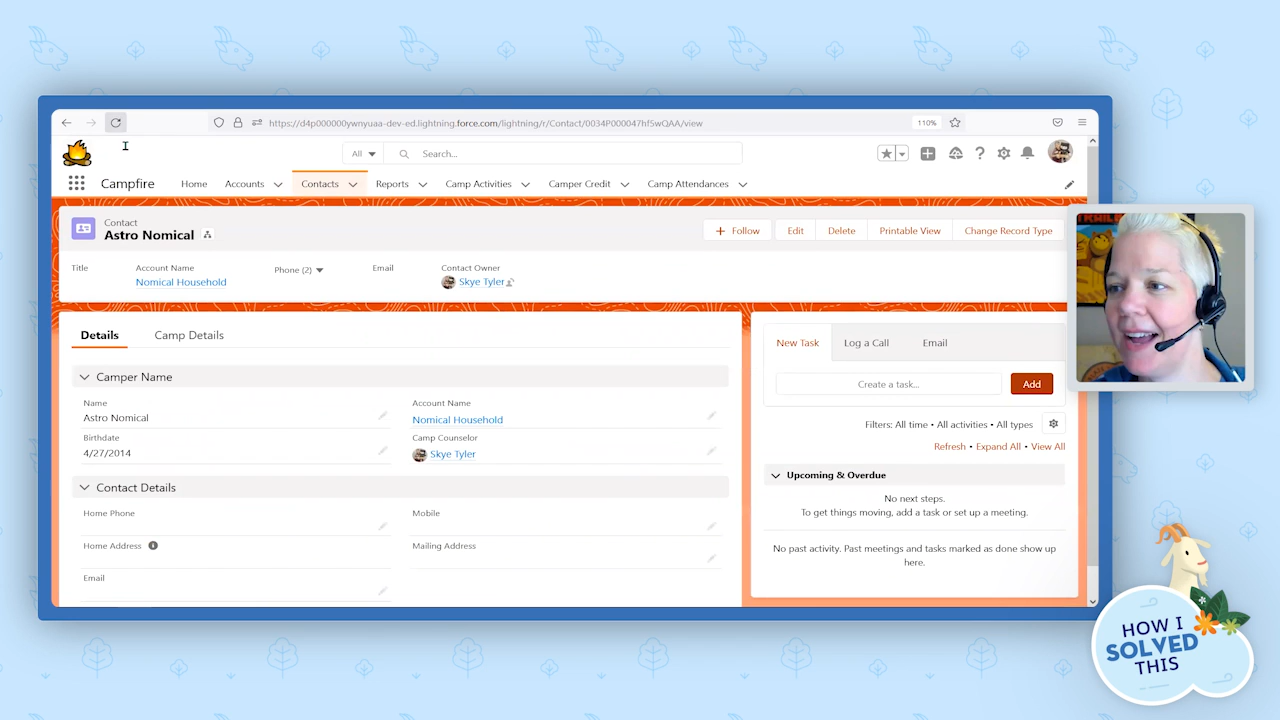 https://d4p000000ywnyuaa-dev-ed.lightning.force.com/lightning/r/Contact/0034P000047hf5wQAA/view
110%
All
Search...
Campfire
Home
Accounts
Contacts
Reports
Camp Activities
Camper Credit
Camp Attendances
Contact
Astro Nomical
Follow
Edit
Delete
Printable View
Change Record Type
Title
Account Name
Phone (2)
Email
Contact Owner
Nomical Household
Skye Tyler
Details
Camp Details
New Task
Log a Call
Email
Create a task...
Add
Camper Name
Name
Account Name
Astro Nomical
Nomical Household
Birthdate
Camp Counselor
4/27/2014
Skye Tyler
Filters: All time • All activities • All types
Refresh • Expand All • View All
Upcoming & Overdue
No next steps.
To get things moving, add a task or set up a meeting.
No past activity. Past meetings and tasks marked as done show up
here.
Contact Details
Home Phone
Mobile
Home Address
Mailing Address
Email
HOW I
SOLVED
THIS